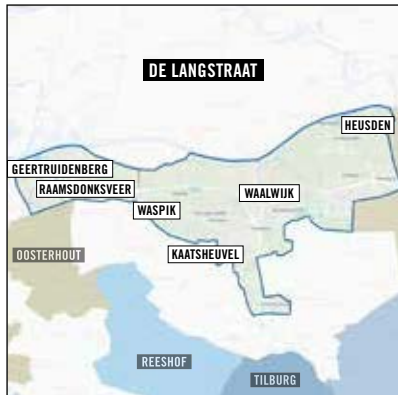 DE LANGSTRAAT
HEUSDEN
GEERTRUIDENBERG
RAAMSDONKSVEER
WAALWIJK
WASPIK
KAATSHEUVEL
OOSTERHOUT
REESHOF
TILBURG